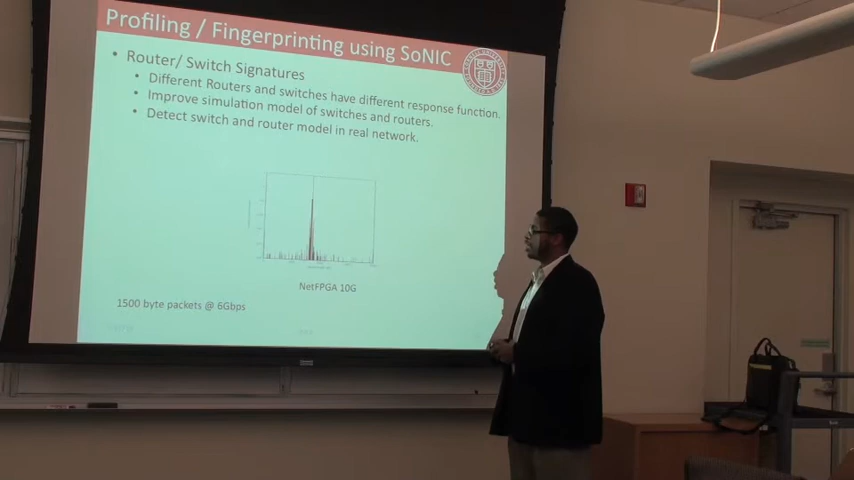 Profiling / Fingerprinting using SoNIC
• Router/ Switch Signatures
• Different Routers and switches have different response function.
• Improve simulation model of switches and routers.
• Detect switch and router model in real network.
NetFPGA 10G
1500 byte packets @ 6Gbps